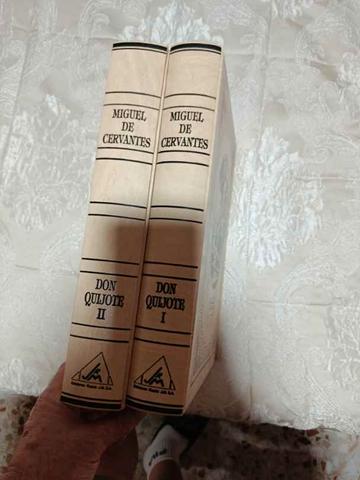 MIGUEL
DE
CERVANTES
DON
QUIJOTE
II
MIGUEL
DE
CERVANTES
DON
QUIJOTE
I